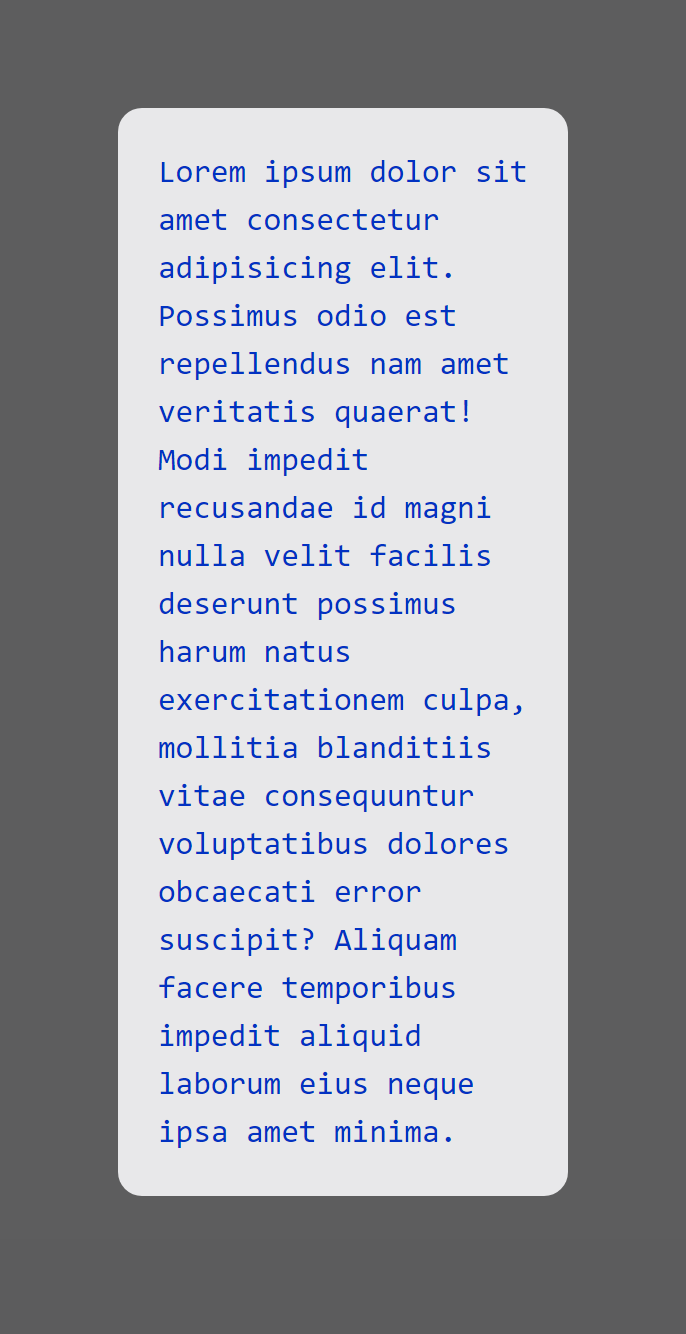 Lorem ipsum dolor sit
amet consectetur
adipisicing elit.
Possimus odio est
repellendus nam amet
veritatis quaerat!
Modi impedit
recusandae id magni
nulla velit facilis
deserunt possimus
harum natus
exercitationem culpa,
mollitia blanditiis
vitae consequuntur
voluptatibus dolores
obcaecati error
suscipit? Aliquam
facere temporibus
impedit aliquid
laborum eius neque
ipsa amet minima.